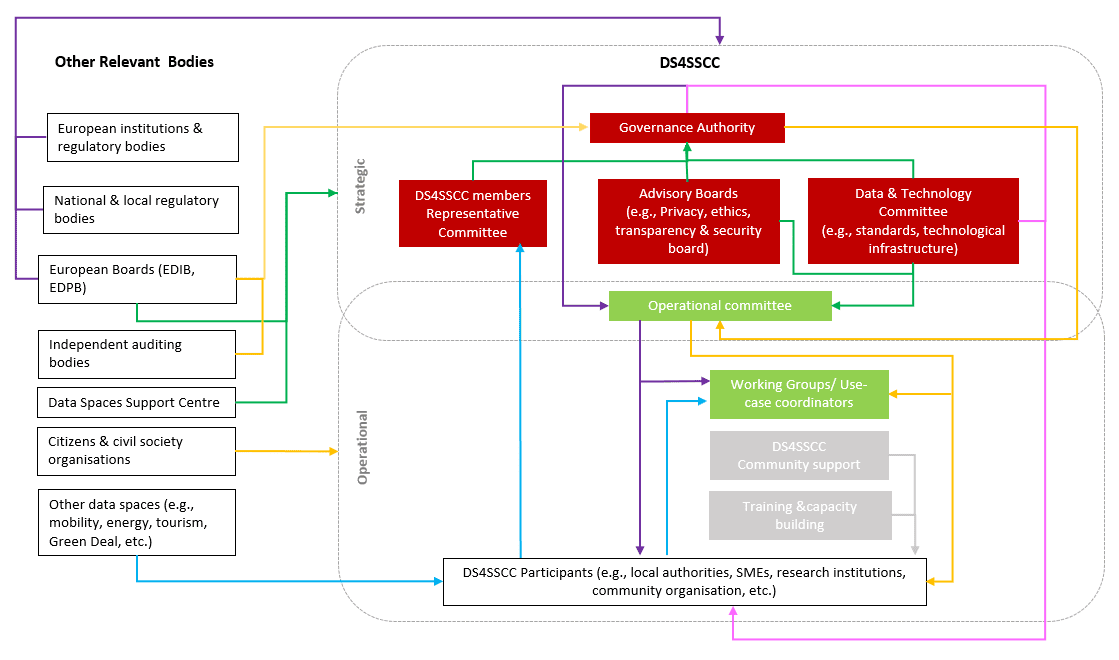 Other Relevant Bodies
European institutions &
regulatory bodies
National & local regulatory
bodies
European Boards (EDIB,
EDPB)
Independent auditing
bodies
Data Spaces Support Centre
Citizens & civil society
organisations
Other data spaces (e.g.,
mobility, energy, tourism,
Green Deal, etc.)
DS4SSCC
Strategic
Governance Authority
DS4SSCC members
Representative
Committee
Advisory Boards
(e.g., Privacy, ethics,
transparency & security
board)
Data & Technology
Committee
(e.g., standards, technological
infrastructure)
Operational committee
Operational
Working Groups/ Use-
case coordinators
DS4SSCC
Community support
Training &capacity
building
DS4SSCC Participants (e.g., local authorities, SMEs, research institutions,
community organisation, etc.)